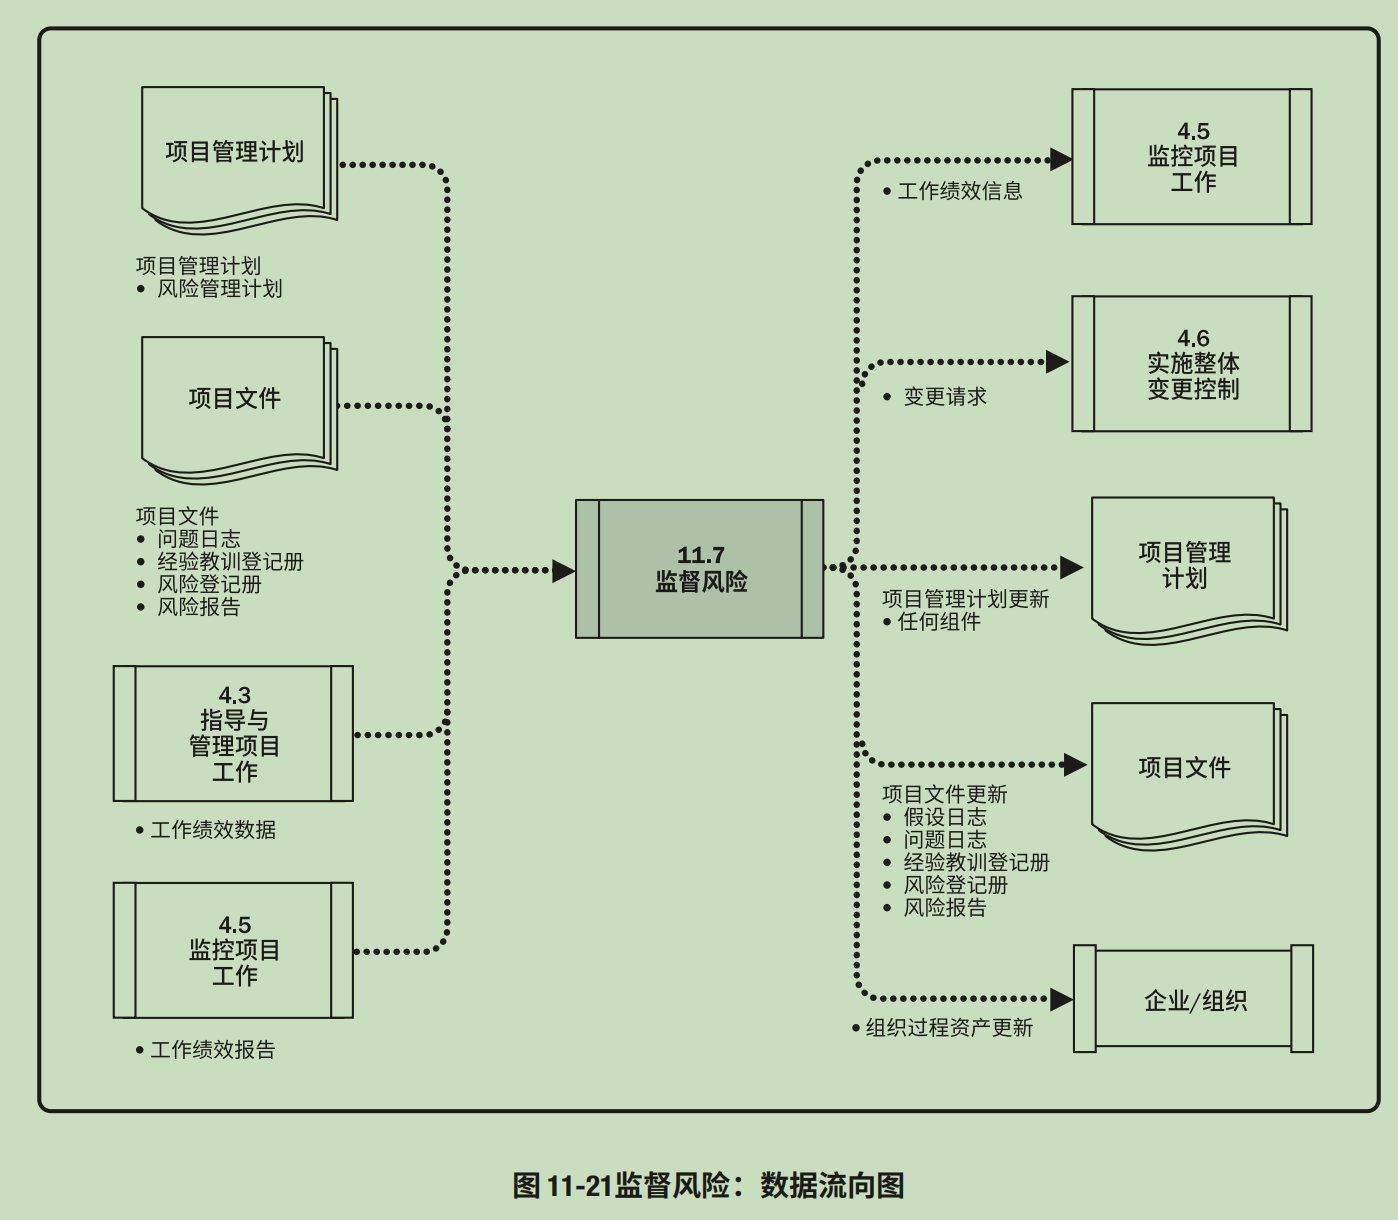 项目管理计划
项目管理计划
● 风险管理计划
项目文件
项目文件
● 问题日志
● 经验教训登记册
● 风险登记册
● 风险报告
4.3
指导与
管理项目
工作
● 工作绩效数据
4.5
监控项目
工作
● 工作绩效报告
11.7
监督风险
4.5
监控项目
工作
● 工作绩效信息
4.6
实施整体
变更控制
● 变更请求
项目管理
计划
项目管理计划更新
● 任何组件
项目文件
项目文件更新
● 假设日志
● 问题日志
● 经验教训登记册
● 风险登记册
● 风险报告
企业/组织
● 组织过程资产更新
图 11-21监督风险：数据流向图